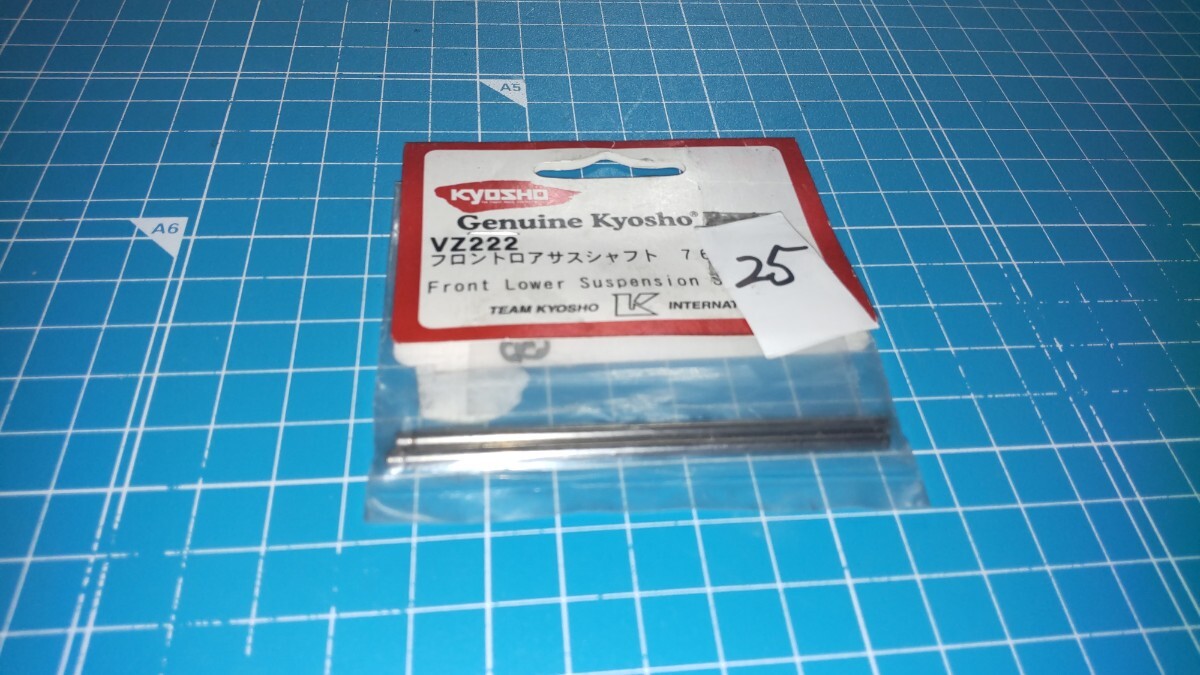 A5
A6
KYOSHO
Genuine Kyosho®
VZ222
フロントロアサスシャフト 76
Front Lower Suspension S
TEAM KYOSHO K INTERNAT
25